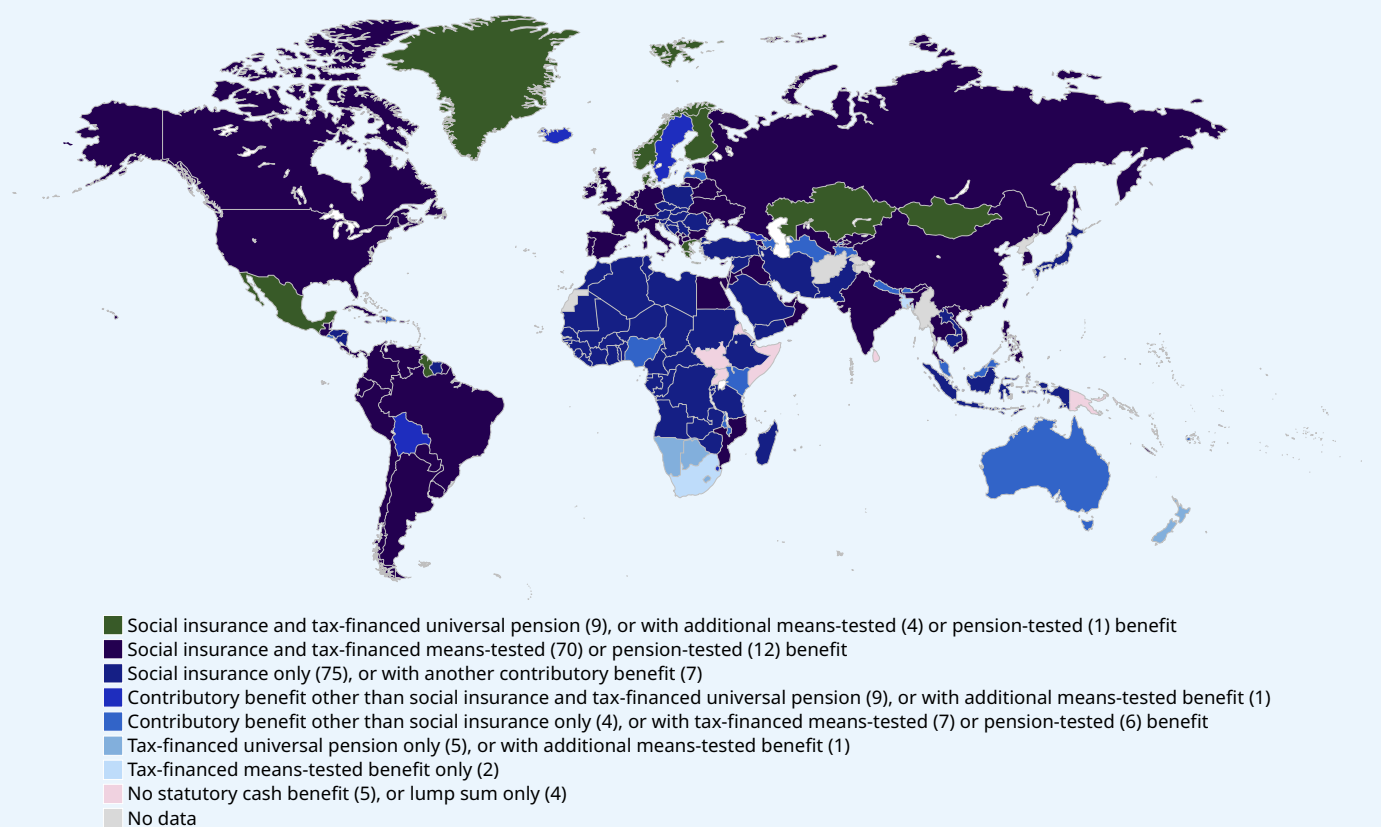 Social insurance and tax-financed universal pension (9), or with additional means-tested (4) or pension-tested (1) benefit
Social insurance and tax-financed means-tested (70) or pension-tested (12) benefit
Social insurance only (75), or with another contributory benefit (7)
Contributory benefit other than social insurance and tax-financed universal pension (9), or with additional means-tested benefit (1)
Contributory benefit other than social insurance only (4), or with tax-financed means-tested (7) or pension-tested (6) benefit
Tax-financed universal pension only (5), or with additional means-tested benefit (1)
Tax-financed means-tested benefit only (2)
No statutory cash benefit (5), or lump sum only (4)
No data